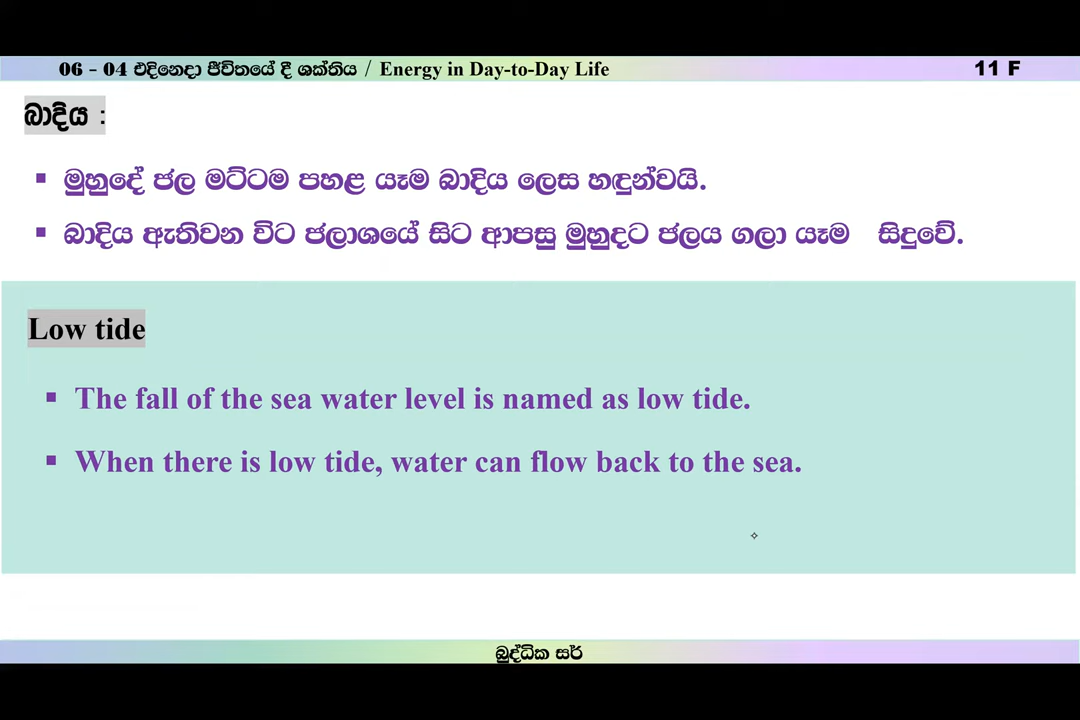 06 - 04 එදිනෙදා ජීවිතයේ දී ශක්තිය / Energy in Day-to-Day Life
11 F
බාදිය :
▪ මුහුදේ ජල මට්ටම පහළ යෑම බාදිය ලෙස හඳුන්වයි.
▪ බාදිය ඇතිවන විට ජලාශයේ සිට ආපසු මුහුදට ජලය ගලා යෑම සිදුවේ.
Low tide
▪ The fall of the sea water level is named as low tide.
▪ When there is low tide, water can flow back to the sea.
බුද්ධික සර්